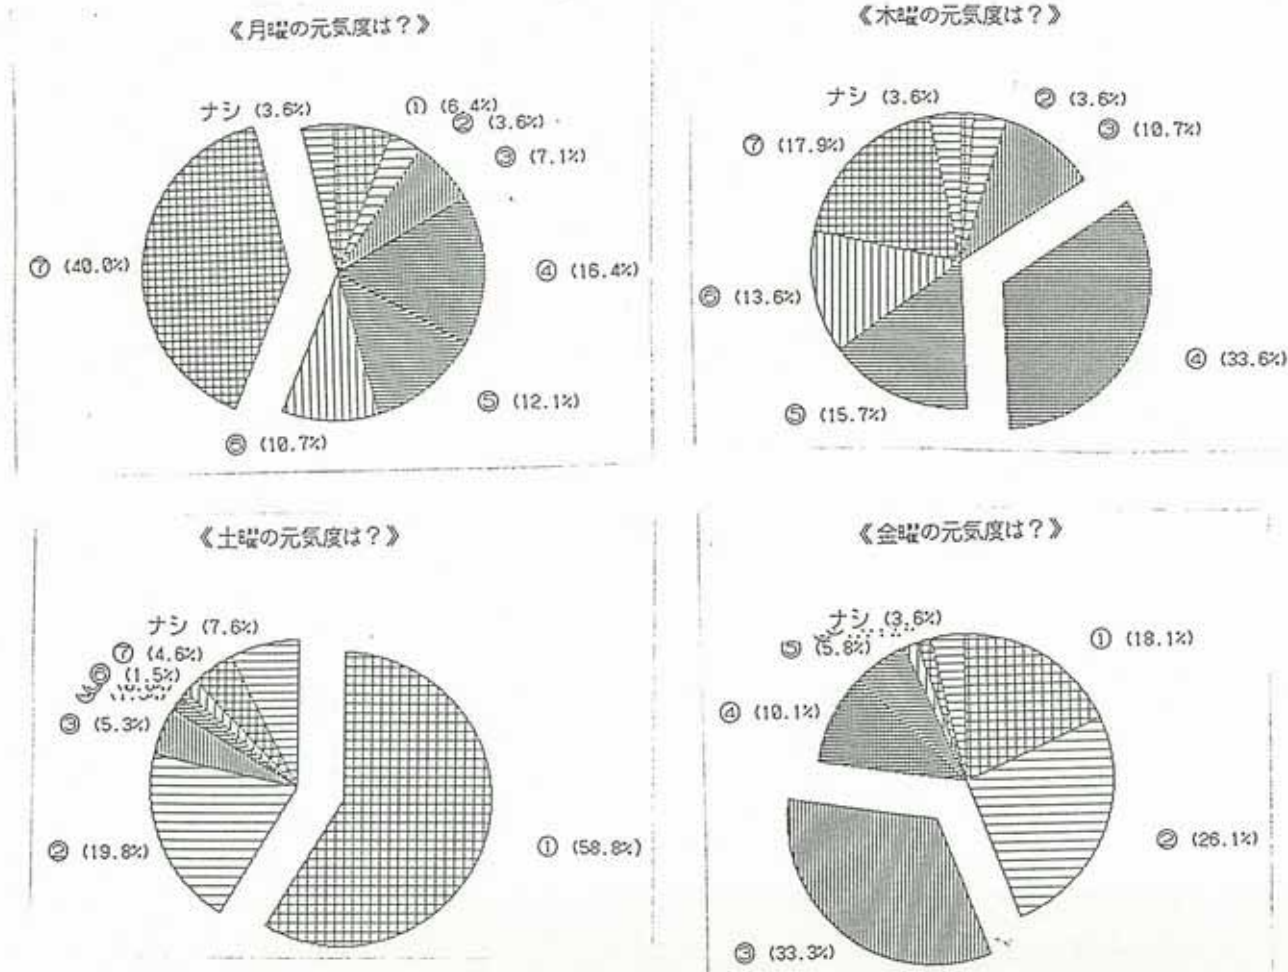 《月曜の元気度は？》
ナシ (3.6%)
① (6.4%)
② (3.6%)
③ (7.1%)
④ (16.4%)
⑤ (12.1%)
⑥ (10.7%)
⑦ (40.0%)
《木曜の元気度は？》
ナシ (3.6%)
② (3.6%)
③ (10.7%)
④ (33.6%)
⑤ (15.7%)
⑥ (13.6%)
⑦ (17.9%)
《土曜の元気度は？》
ナシ (7.6%)
⑦ (4.6%)
⑥ (1.5%)
③ (5.3%)
② (19.8%)
① (58.8%)
《金曜の元気度は？》
ナシ (3.6%)
① (18.1%)
② (26.1%)
③ (33.3%)
④ (10.1%)
⑤ (5.8%)